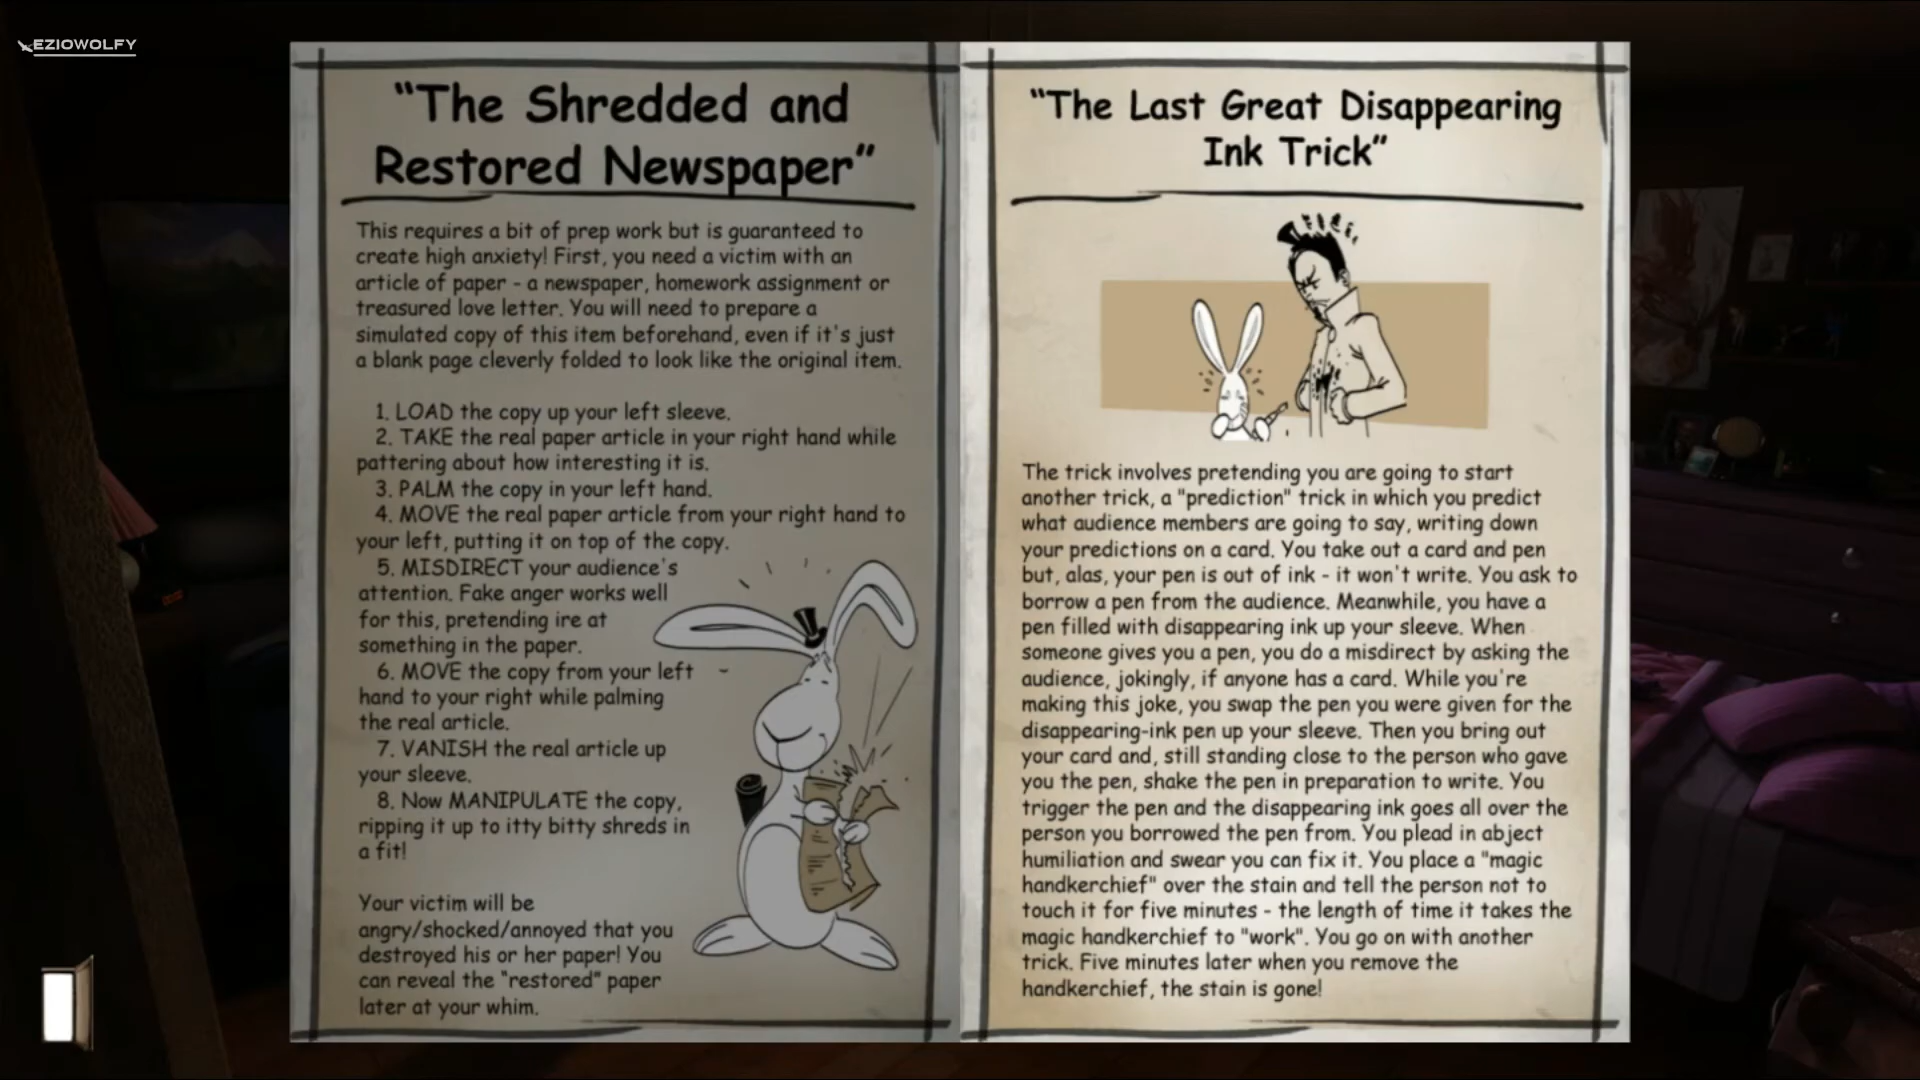 EZIOWOLFY
“The Shredded and
Restored Newspaper”
This requires a bit of prep work but is guaranteed to
create high anxiety! First, you need a victim with an
article of paper - a newspaper, homework assignment or
treasured love letter. You will need to prepare a
simulated copy of this item beforehand, even if it's just
a blank page cleverly folded to look like the original item.
1. LOAD the copy up your left sleeve.
2. TAKE the real paper article in your right hand while
pattering about how interesting it is.
3. PALM the copy in your left hand.
4. MOVE the real paper article from your right hand to
your left, putting it on top of the copy.
5. MISDIRECT your audience's
attention. Fake anger works well
for this, pretending ire at
something in the paper.
6. MOVE the copy from your left
hand to your right while palming
the real article.
7. VANISH the real article up
your sleeve.
8. Now MANIPULATE the copy,
ripping it up to itty bitty shreds in
a fit!
Your victim will be
angry/shocked/annoyed that you
destroyed his or her paper! You
can reveal the "restored" paper
later at your whim.
“The Last Great Disappearing
Ink Trick”
The trick involves pretending you are going to start
another trick, a "prediction" trick in which you predict
what audience members are going to say, writing down
your predictions on a card. You take out a card and pen
but, alas, your pen is out of ink - it won't write. You ask to
borrow a pen from the audience. Meanwhile, you have a
pen filled with disappearing ink up your sleeve. When
someone gives you a pen, you do a misdirect by asking the
audience, jokingly, if anyone has a card. While you're
making this joke, you swap the pen you were given for the
disappearing-ink pen up your sleeve. Then you bring out
your card and, still standing close to the person who gave
you the pen, shake the pen in preparation to write. You
trigger the pen and the disappearing ink goes all over the
person you borrowed the pen from. You plead in abject
humiliation and swear you can fix it. You place a "magic
handkerchief" over the stain and tell the person not to
touch it for five minutes - the length of time it takes the
magic handkerchief to "work". You go on with another
trick. Five minutes later when you remove the
handkerchief, the stain is gone!